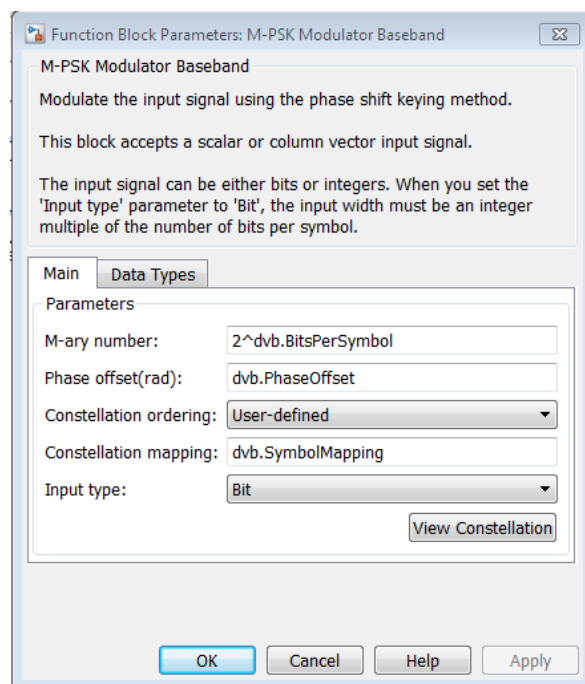 Function Block Parameters: M-PSK Modulator Baseband
M-PSK Modulator Baseband
Modulate the input signal using the phase shift keying method.
This block accepts a scalar or column vector input signal.
The input signal can be either bits or integers. When you set the
'Input type' parameter to 'Bit', the input width must be an integer
multiple of the number of bits per symbol.
Main
Data Types
Parameters
M-ary number: 2^dvb.BitsPerSymbol
Phase offset(rad): dvb.PhaseOffset
Constellation ordering: User-defined
Constellation mapping: dvb.SymbolMapping
Input type: Bit
View Constellation
OK Cancel Help Apply